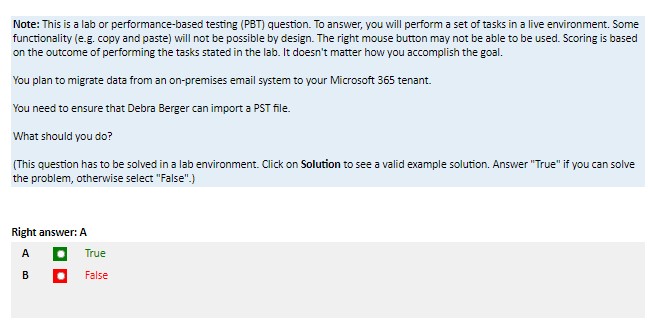 Note: This is a lab or performance-based testing (PBT) question. To answer, you will perform a set of tasks in a live environment. Some
functionality (e.g. copy and paste) will not be possible by design. The right mouse button may not be able to be used. Scoring is based
on the outcome of performing the tasks stated in the lab. It doesn't matter how you accomplish the goal.
You plan to migrate data from an on-premises email system to your Microsoft 365 tenant.
You need to ensure that Debra Berger can import a PST file.
What should you do?
(This question has to be solved in a lab environment. Click on Solution to see a valid example solution. Answer "True" if you can solve
the problem, otherwise select "False".)
Right answer: A
A True
B False